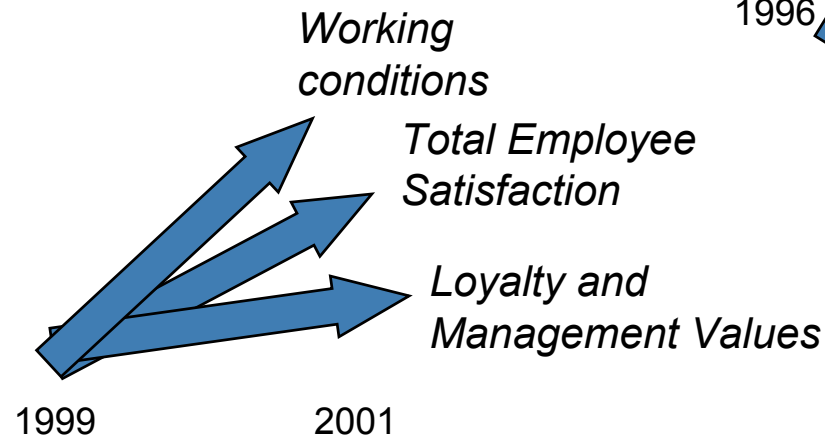 1996
Working
conditions
Total Employee
Satisfaction
Loyalty and
Management Values
1999
2001